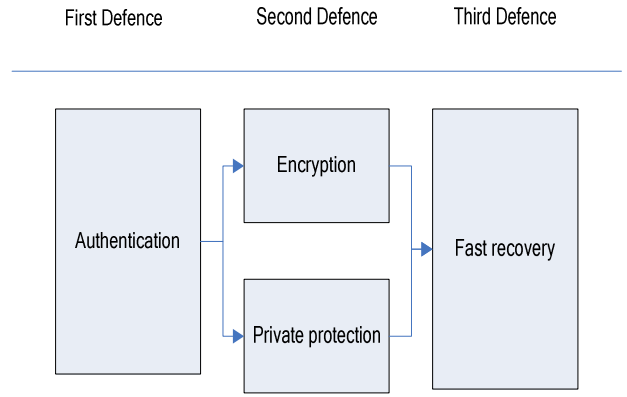 First Defence
Second Defence
Third Defence
Authentication
Encryption
Private protection
Fast recovery